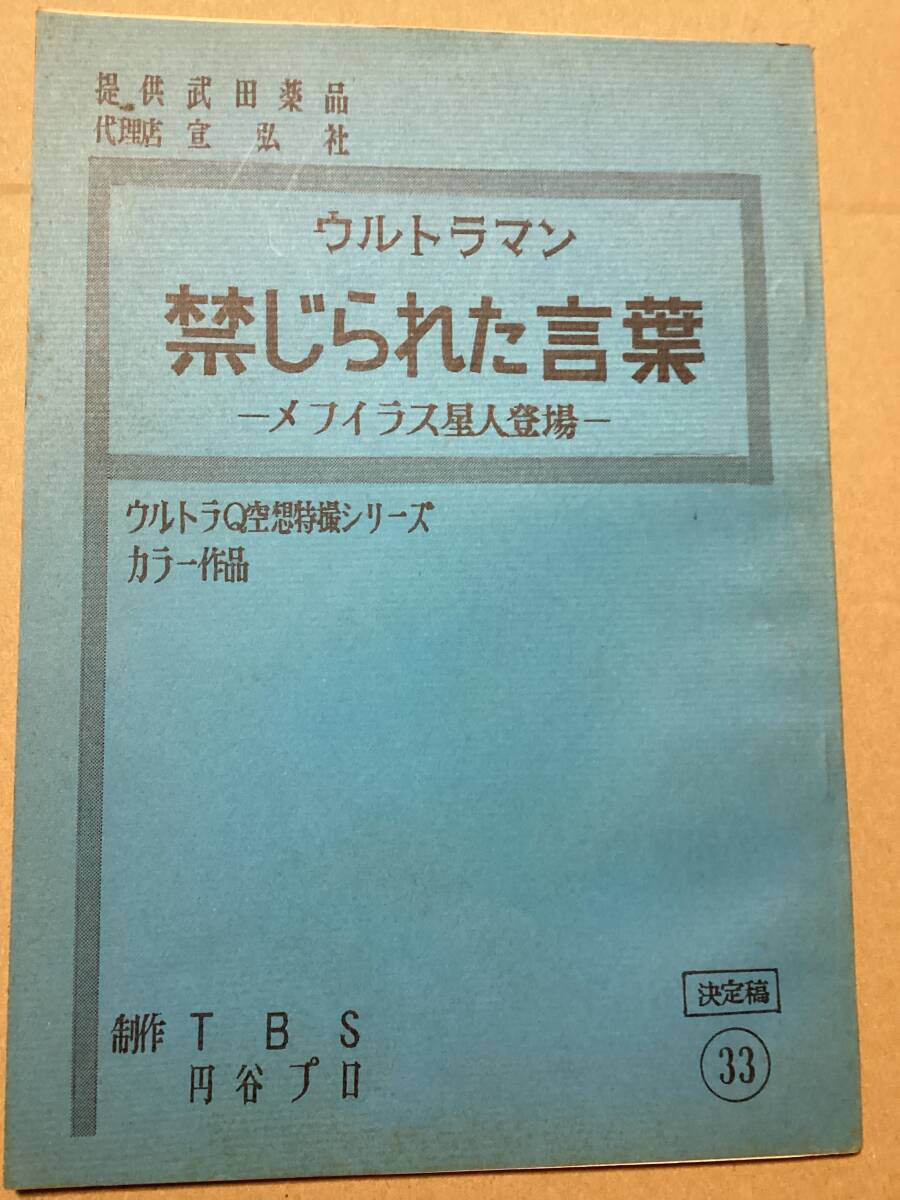 提供 武田薬品
代理店 宣弘社
ウルトラマン
禁じられた言葉
―メフイラス星人登場―
ウルトラQ空想特撮シリーズ
カラー作品
決定稿
33
制作 TBS
円谷プロ